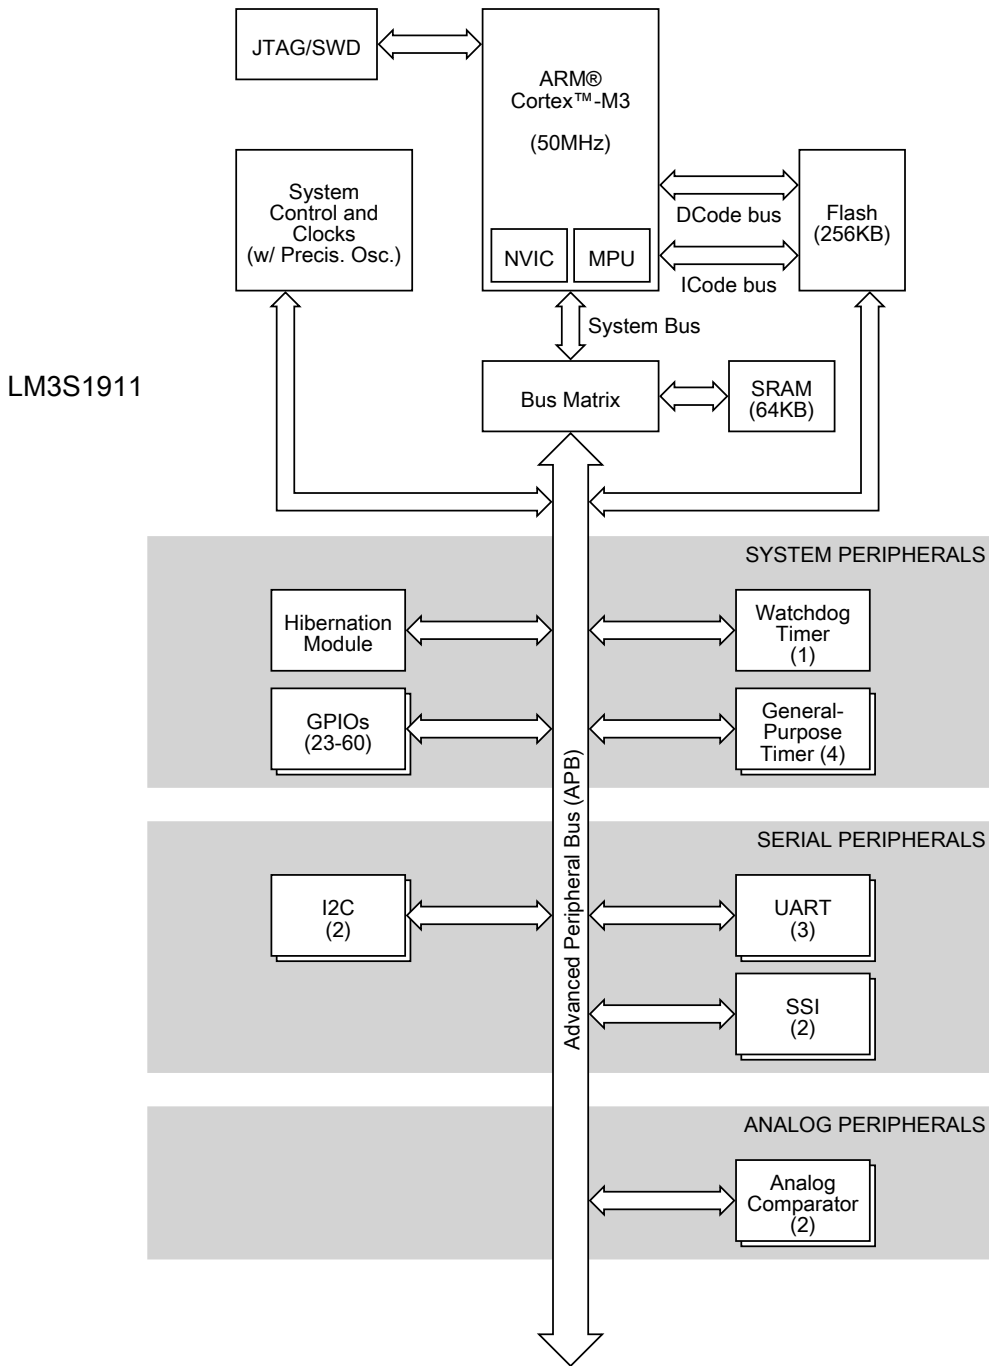 JTAG/SWD
ARM®
Cortex™-M3
(50MHz)
NVIC
MPU
System
Control and
Clocks
(w/ Precis. Osc.)
DCode bus
ICode bus
Flash
(256KB)
System Bus
LM3S1911
Bus Matrix
SRAM
(64KB)
SYSTEM PERIPHERALS
Hibernation
Module
Watchdog
Timer
(1)
GPIOs
(23-60)
General-
Purpose
Timer (4)
Advanced Peripheral Bus (APB)
SERIAL PERIPHERALS
I2C
(2)
UART
(3)
SSI
(2)
ANALOG PERIPHERALS
Analog
Comparator
(2)